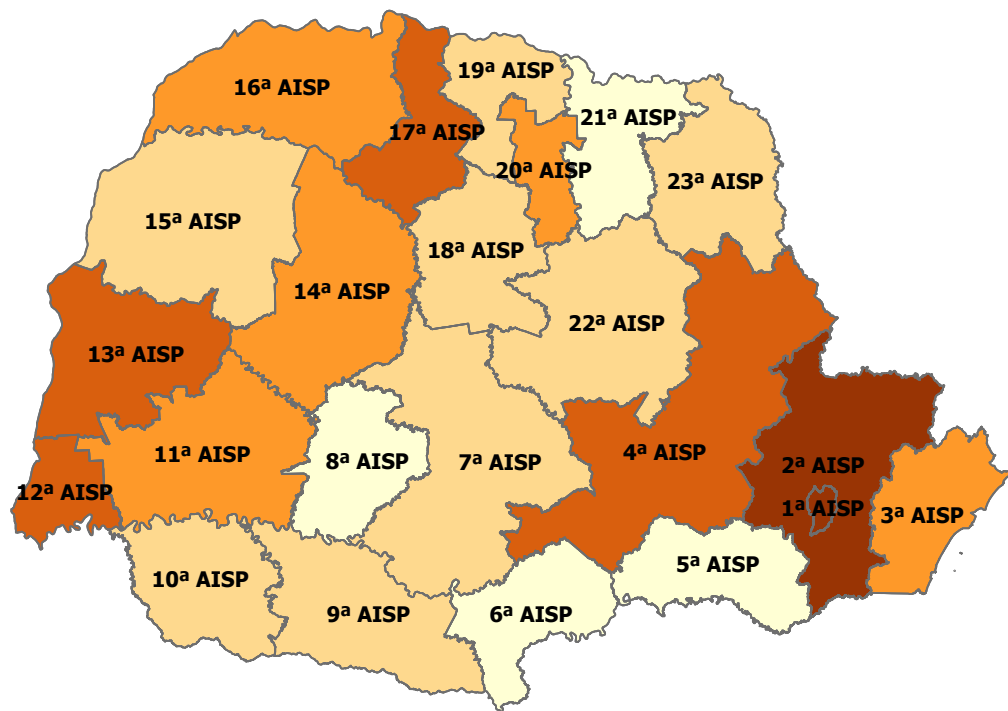 16ª AISP
19ª AISP
21ª AISP
17ª AISP
20ª AISP
23ª AISP
15ª AISP
18ª AISP
14ª AISP
22ª AISP
13ª AISP
11ª AISP
8ª AISP
7ª AISP
4ª AISP
2ª AISP
12ª AISP
1ª AISP
3ª AISP
10ª AISP
5ª AISP
9ª AISP
6ª AISP